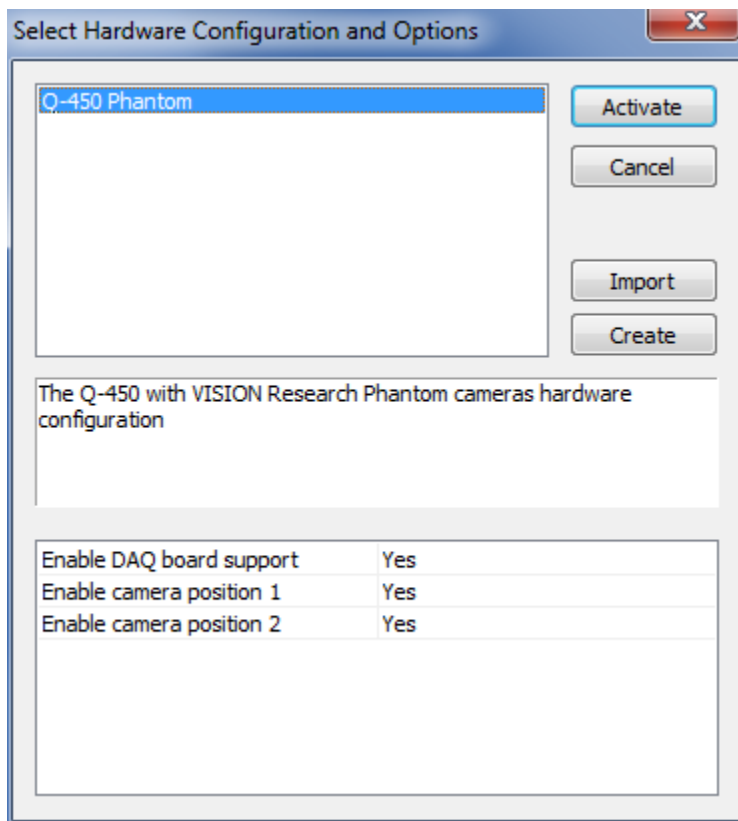 Select Hardware Configuration and Options
Q-450 Phantom
Activate
Cancel
Import
Create
The Q-450 with VISION Research Phantom cameras hardware
configuration
Enable DAQ board support Yes
Enable camera position 1 Yes
Enable camera position 2 Yes